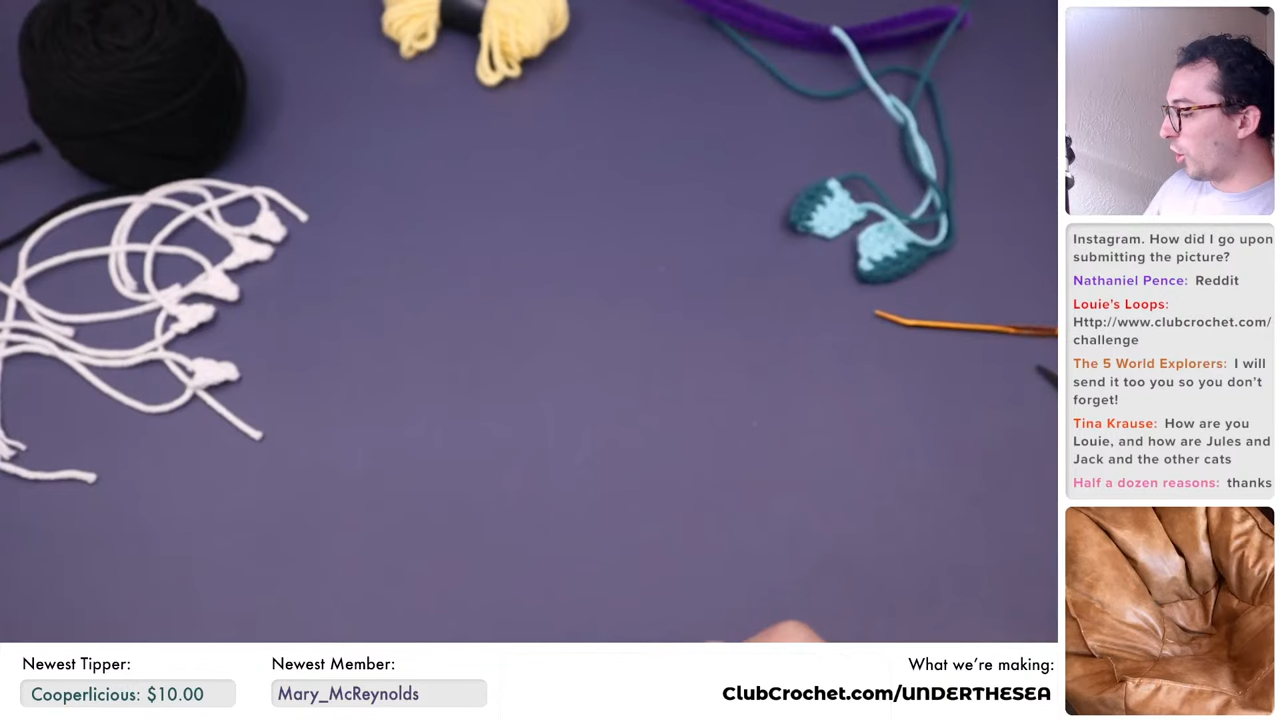 Instagram. How did I go upon
submitting the picture?
Nathaniel Pence: Reddit
Louie's Loops:
Http://www.clubcrochet.com/
challenge
The 5 World Explorers: I will
send it too you so you don't
forget!
Tina Krause: How are you
Louie, and how are Jules and
Jack and the other cats
Half a dozen reasons: thanks
Newest Tipper:
Cooperlicious: $10.00
Newest Member:
Mary_McReynolds
What we're making:
ClubCrochet.com/UNDERTHESEA